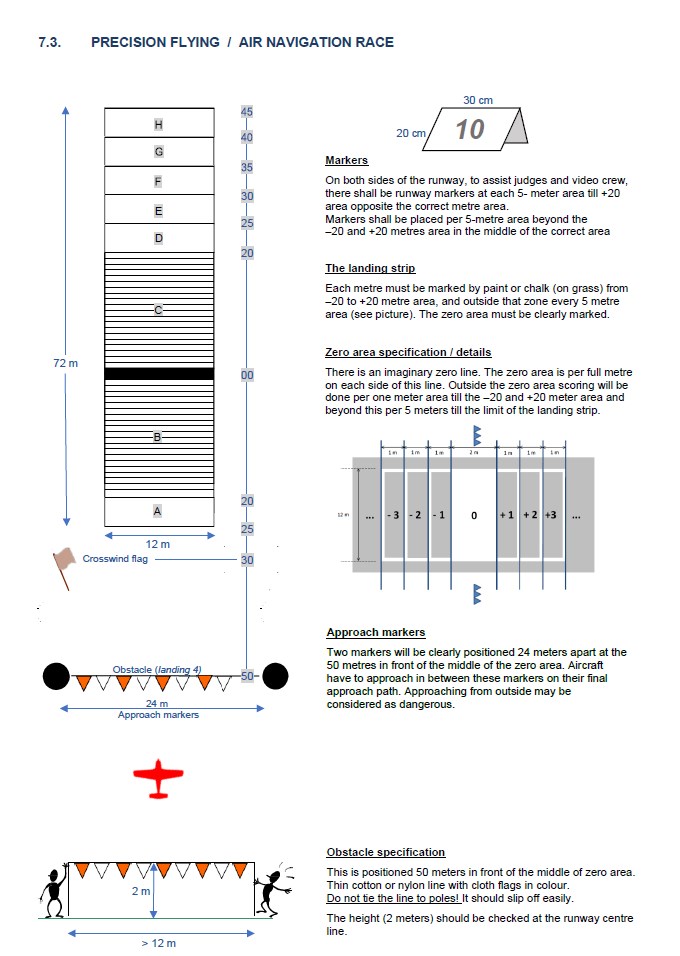 7.3. PRECISION FLYING / AIR NAVIGATION RACE
45
H
40
G
35
F
30
E
25
D
20
C
72 m
00
B
20
A
25
12 m
Crosswind flag
30
Obstacle (landing 4)
50
24 m
Approach markers
2 m
> 12 m
30 cm
20 cm
10
Markers
On both sides of the runway, to assist judges and video crew,
there shall be runway markers at each 5- meter area till +20
area opposite the correct metre area.
Markers shall be placed per 5-metre area beyond the
–20 and +20 metres area in the middle of the correct area
The landing strip
Each metre must be marked by paint or chalk (on grass) from
–20 to +20 metre area, and outside that zone every 5 metre
area (see picture). The zero area must be clearly marked.
Zero area specification / details
There is an imaginary zero line. The zero area is per full metre
on each side of this line. Outside the zero area scoring will be
done per one meter area till the –20 and +20 meter area and
beyond this per 5 meters till the limit of the landing strip.
1 m 1 m 1 m 2 m 1 m 1 m 1 m
12 m ... - 3 - 2 - 1 0 + 1 + 2 +3 ...
Approach markers
Two markers will be clearly positioned 24 meters apart at the
50 metres in front of the middle of the zero area. Aircraft
have to approach in between these markers on their final
approach path. Approaching from outside may be
considered as dangerous.
Obstacle specification
This is positioned 50 meters in front of the middle of zero area.
Thin cotton or nylon line with cloth flags in colour.
Do not tie the line to poles! It should slip off easily.
The height (2 meters) should be checked at the runway centre
line.